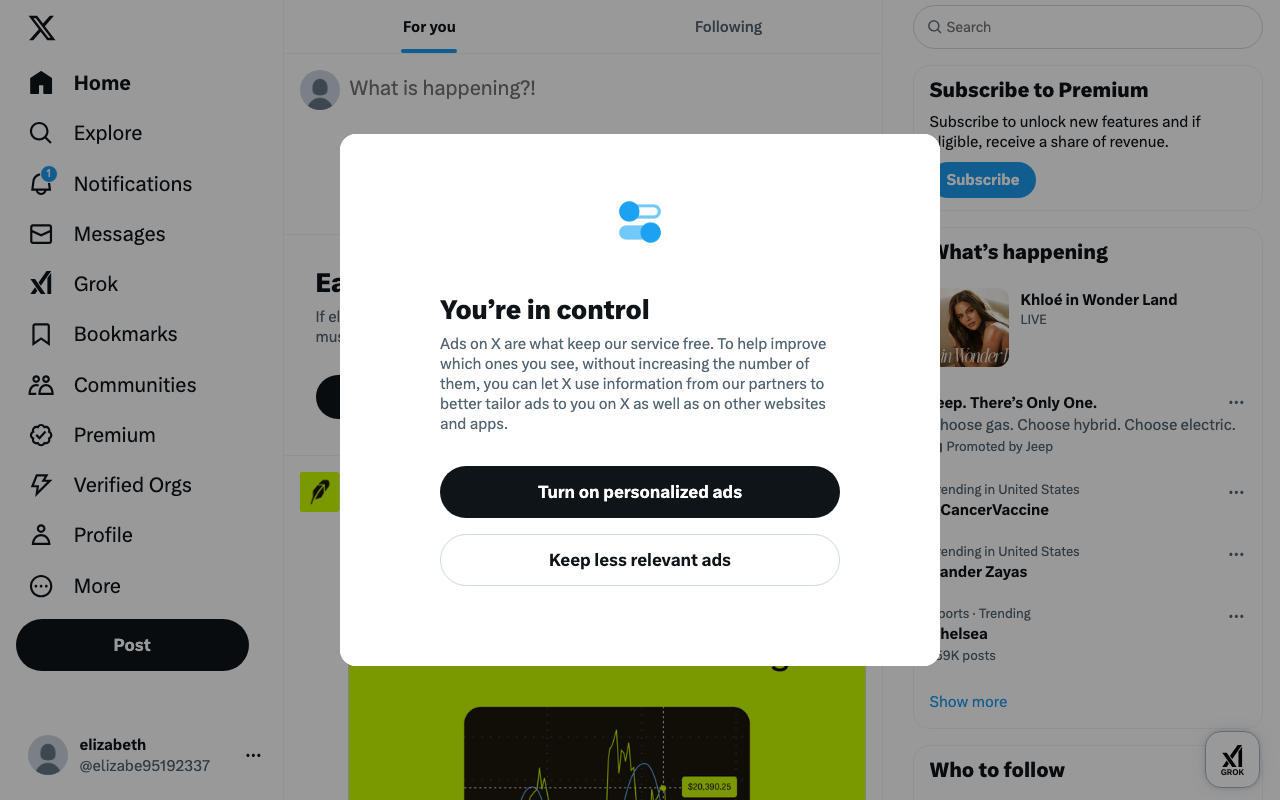 Home
Explore
1
Notifications
Messages
Grok
Bookmarks
Communities
Premium
Verified Orgs
Profile
More
Post
elizabeth
@elizabe95192337
For you
Following
What is happening?!
Ea
If el
mus
You're in control
Ads on X are what keep our service free. To help improve
which ones you see, without increasing the number of
them, you can let X use information from our partners to
better tailor ads to you on X as well as on other websites
and apps.
Turn on personalized ads
Keep less relevant ads
$20,390.25
Search
Subscribe to Premium
Subscribe to unlock new features and if
eligible, receive a share of revenue.
Subscribe
What's happening
Khloé in Wonder Land
LIVE
Jeep. There's Only One.
Choose gas. Choose hybrid. Choose electric.
Promoted by Jeep
Trending in United States
CancerVaccine
Trending in United States
ander Zayas
Sports · Trending
Chelsea
59K posts
Show more
Who to follow
GROK